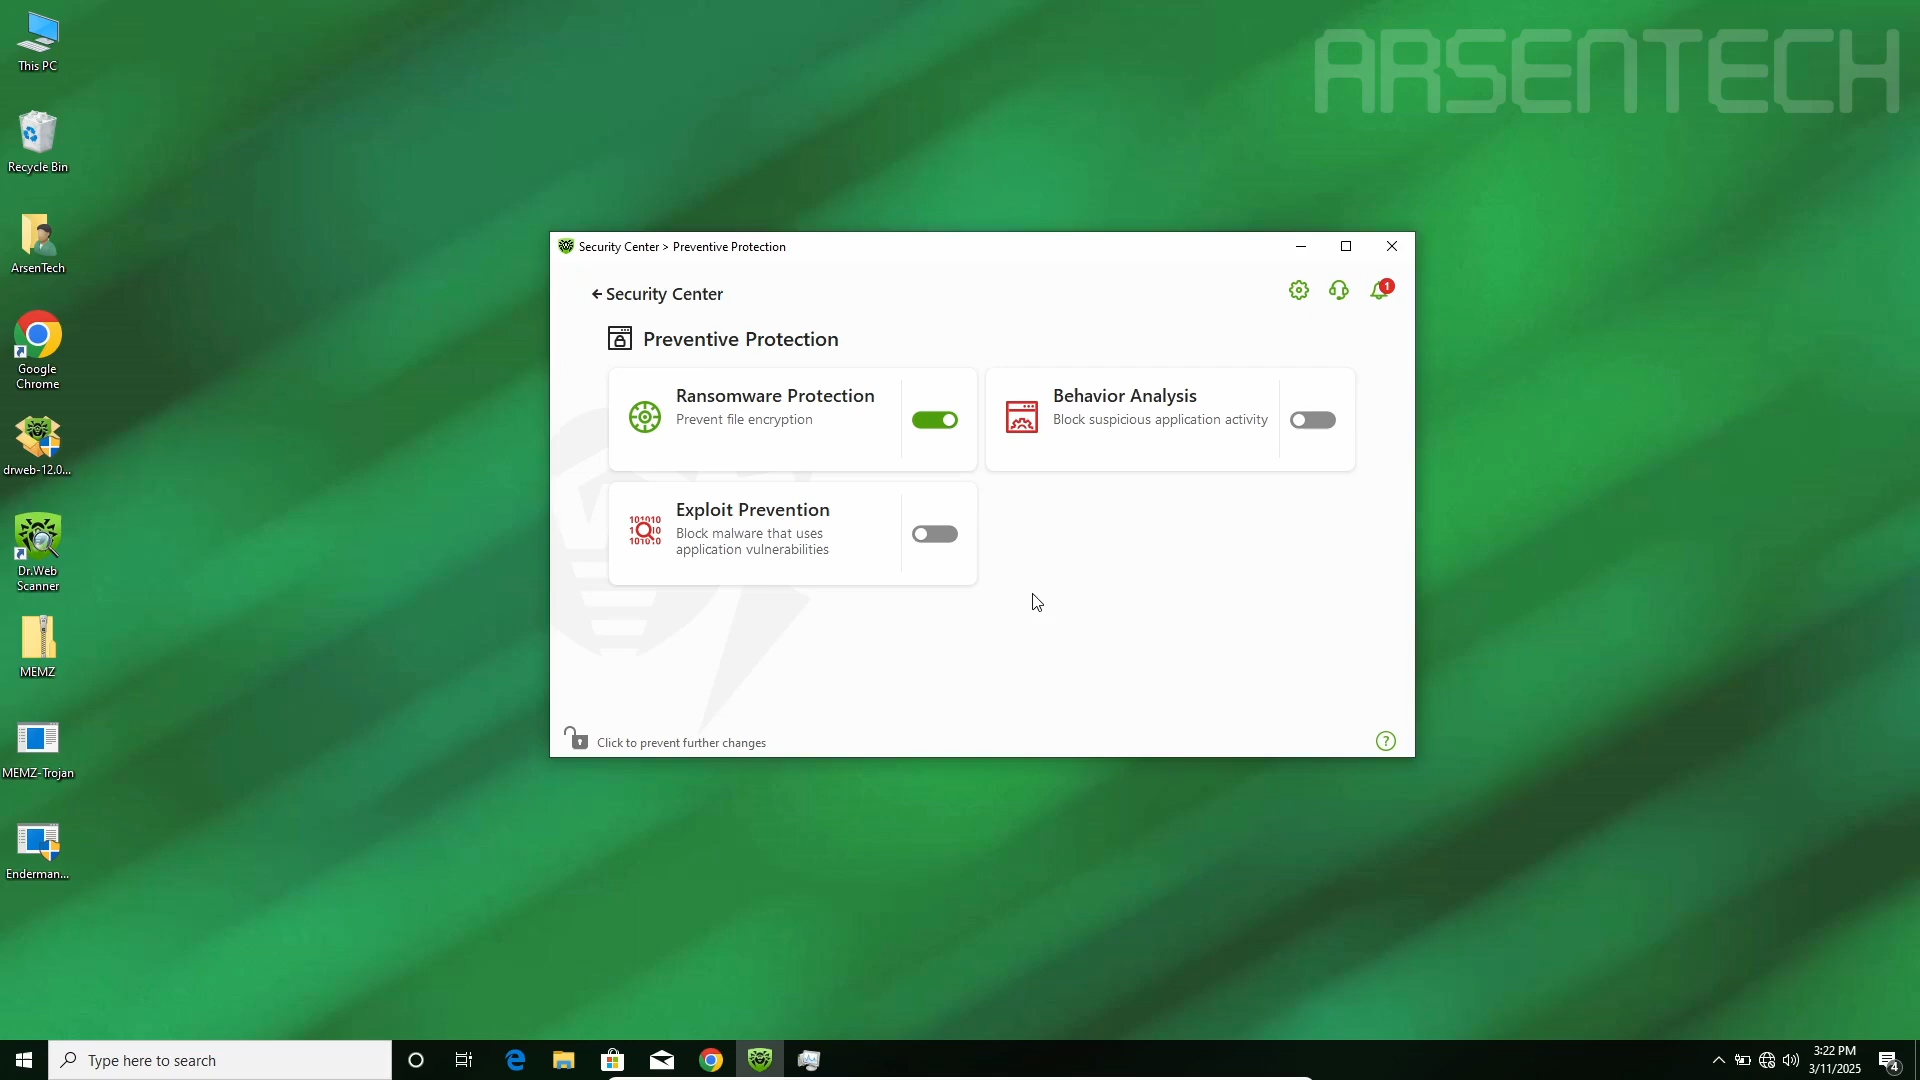 ARSENTECH
This PC
Recycle Bin
ArsenTech
Google
Chrome
drweb-12.0...
Dr.Web
Scanner
MEMZ
MEMZ-Trojan
Enderman...
Security Center > Preventive Protection
Security Center
1
Preventive Protection
Ransomware Protection
Prevent file encryption
Behavior Analysis
Block suspicious application activity
Exploit Prevention
Block malware that uses
application vulnerabilities
Click to prevent further changes
?
Type here to search
3:22 PM
3/11/2025
4